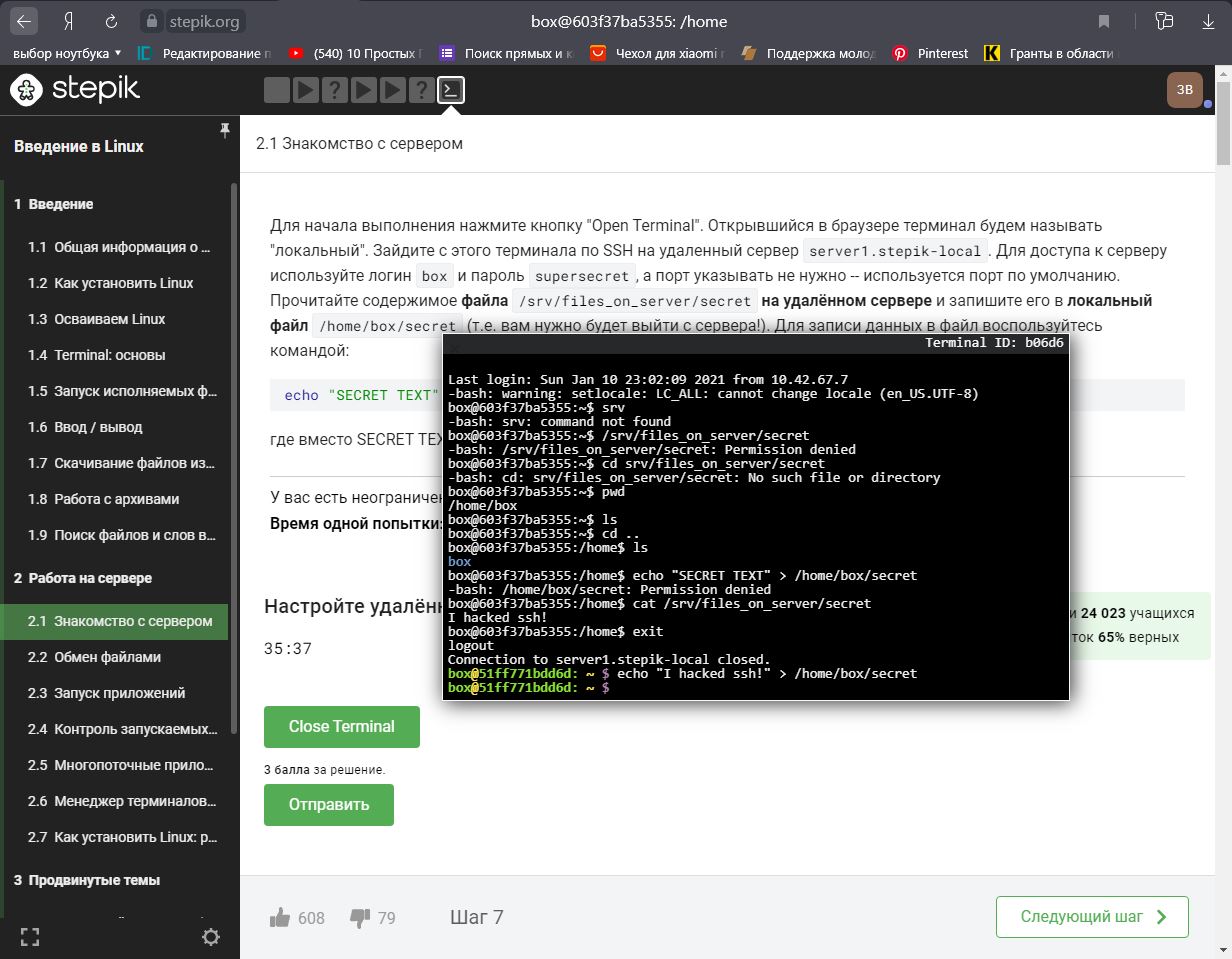 stepik.org
box@603f37ba5355: /home
выбор ноутбука
Редактирование п
(540) 10 Простых Г
Поиск прямых и к
Чехол для xiaomi г
Поддержка молод
Pinterest
Гранты в области
stepik
ЗВ
Введение в Linux
1 Введение
1.1 Общая информация о ...
1.2 Как установить Linux
1.3 Осваиваем Linux
1.4 Terminal: основы
1.5 Запуск исполняемых ф...
1.6 Ввод / вывод
1.7 Скачивание файлов из...
1.8 Работа с архивами
1.9 Поиск файлов и слов в...
2 Работа на сервере
2.1 Знакомство с сервером
2.2 Обмен файлами
2.3 Запуск приложений
2.4 Контроль запускаемых...
2.5 Многопоточные прило...
2.6 Менеджер терминалов...
2.7 Как установить Linux: р...
3 Продвинутые темы
2.1 Знакомство с сервером
Для начала выполнения нажмите кнопку "Open Terminal". Открывшийся в браузере терминал будем называть
"локальный". Зайдите с этого терминала по SSH на удаленный сервер server1.stepik-local. Для доступа к серверу
используйте логин box и пароль supersecret, а порт указывать не нужно -- используется порт по умолчанию.
Прочитайте содержимое файла /srv/files_on_server/secret на удалённом сервере и запишите его в локальный
файл /home/box/secret (т.е. вам нужно будет выйти с сервера!). Для записи данных в файл воспользуйтесь
командой:
echo "SECRET TEXT"
где вместо SECRET TEX
У вас есть неограничен
Время одной попытки:
Настройте удалённ
35:37
Terminal ID: b06d6
Last login: Sun Jan 10 23:02:09 2021 from 10.42.67.7
-bash: warning: setlocale: LC_ALL: cannot change locale (en_US.UTF-8)
box@603f37ba5355:~$ srv
-bash: srv: command not found
box@603f37ba5355:~$ /srv/files_on_server/secret
-bash: /srv/files_on_server/secret: Permission denied
box@603f37ba5355:~$ cd srv/files_on_server/secret
-bash: cd: srv/files_on_server/secret: No such file or directory
box@603f37ba5355:~$ pwd
/home/box
box@603f37ba5355:~$ ls
box@603f37ba5355:~$ cd ..
box@603f37ba5355:/home$ ls
box
box@603f37ba5355:/home$ echo "SECRET TEXT" > /home/box/secret
-bash: /home/box/secret: Permission denied
box@603f37ba5355:/home$ cat /srv/files_on_server/secret
I hacked ssh!
box@603f37ba5355:/home$ exit
logout
Connection to server1.stepik-local closed.
box@51ff771bdd6d: ~ $ echo "I hacked ssh!" > /home/box/secret
box@51ff771bdd6d: ~ $
и 24 023 учащихся
ток 65% верных
Close Terminal
3 балла за решение.
Отправить
608
79
Шаг 7
Следующий шаг